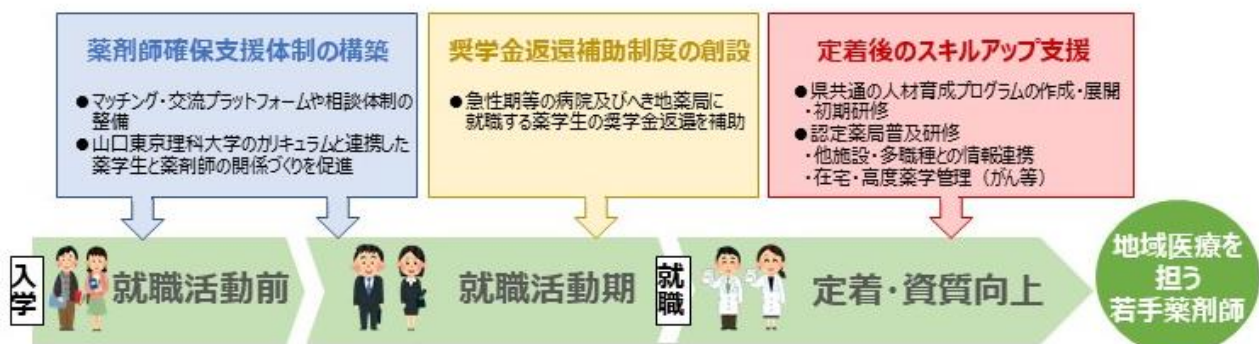 薬剤師確保支援体制の構築
●マッチング・交流プラットフォームや相談体制の
整備
●山口東京理科大学のカリキュラムと連携した
薬学生と薬剤師の関係づくりを促進
奨学金返還補助制度の創設
●急性期等の病院及びへき地薬局に
就職する薬学生の奨学金返還を補助
定着後のスキルアップ支援
●県共通の人材育成プログラムの作成・展開
・初期研修
●認定薬局普及研修
・他施設・多職種との情報連携
・在宅・高度薬学管理（がん等）
入学
就職活動前
就職活動期
就職
定着・資質向上
地域医療を
担う
若手薬剤師